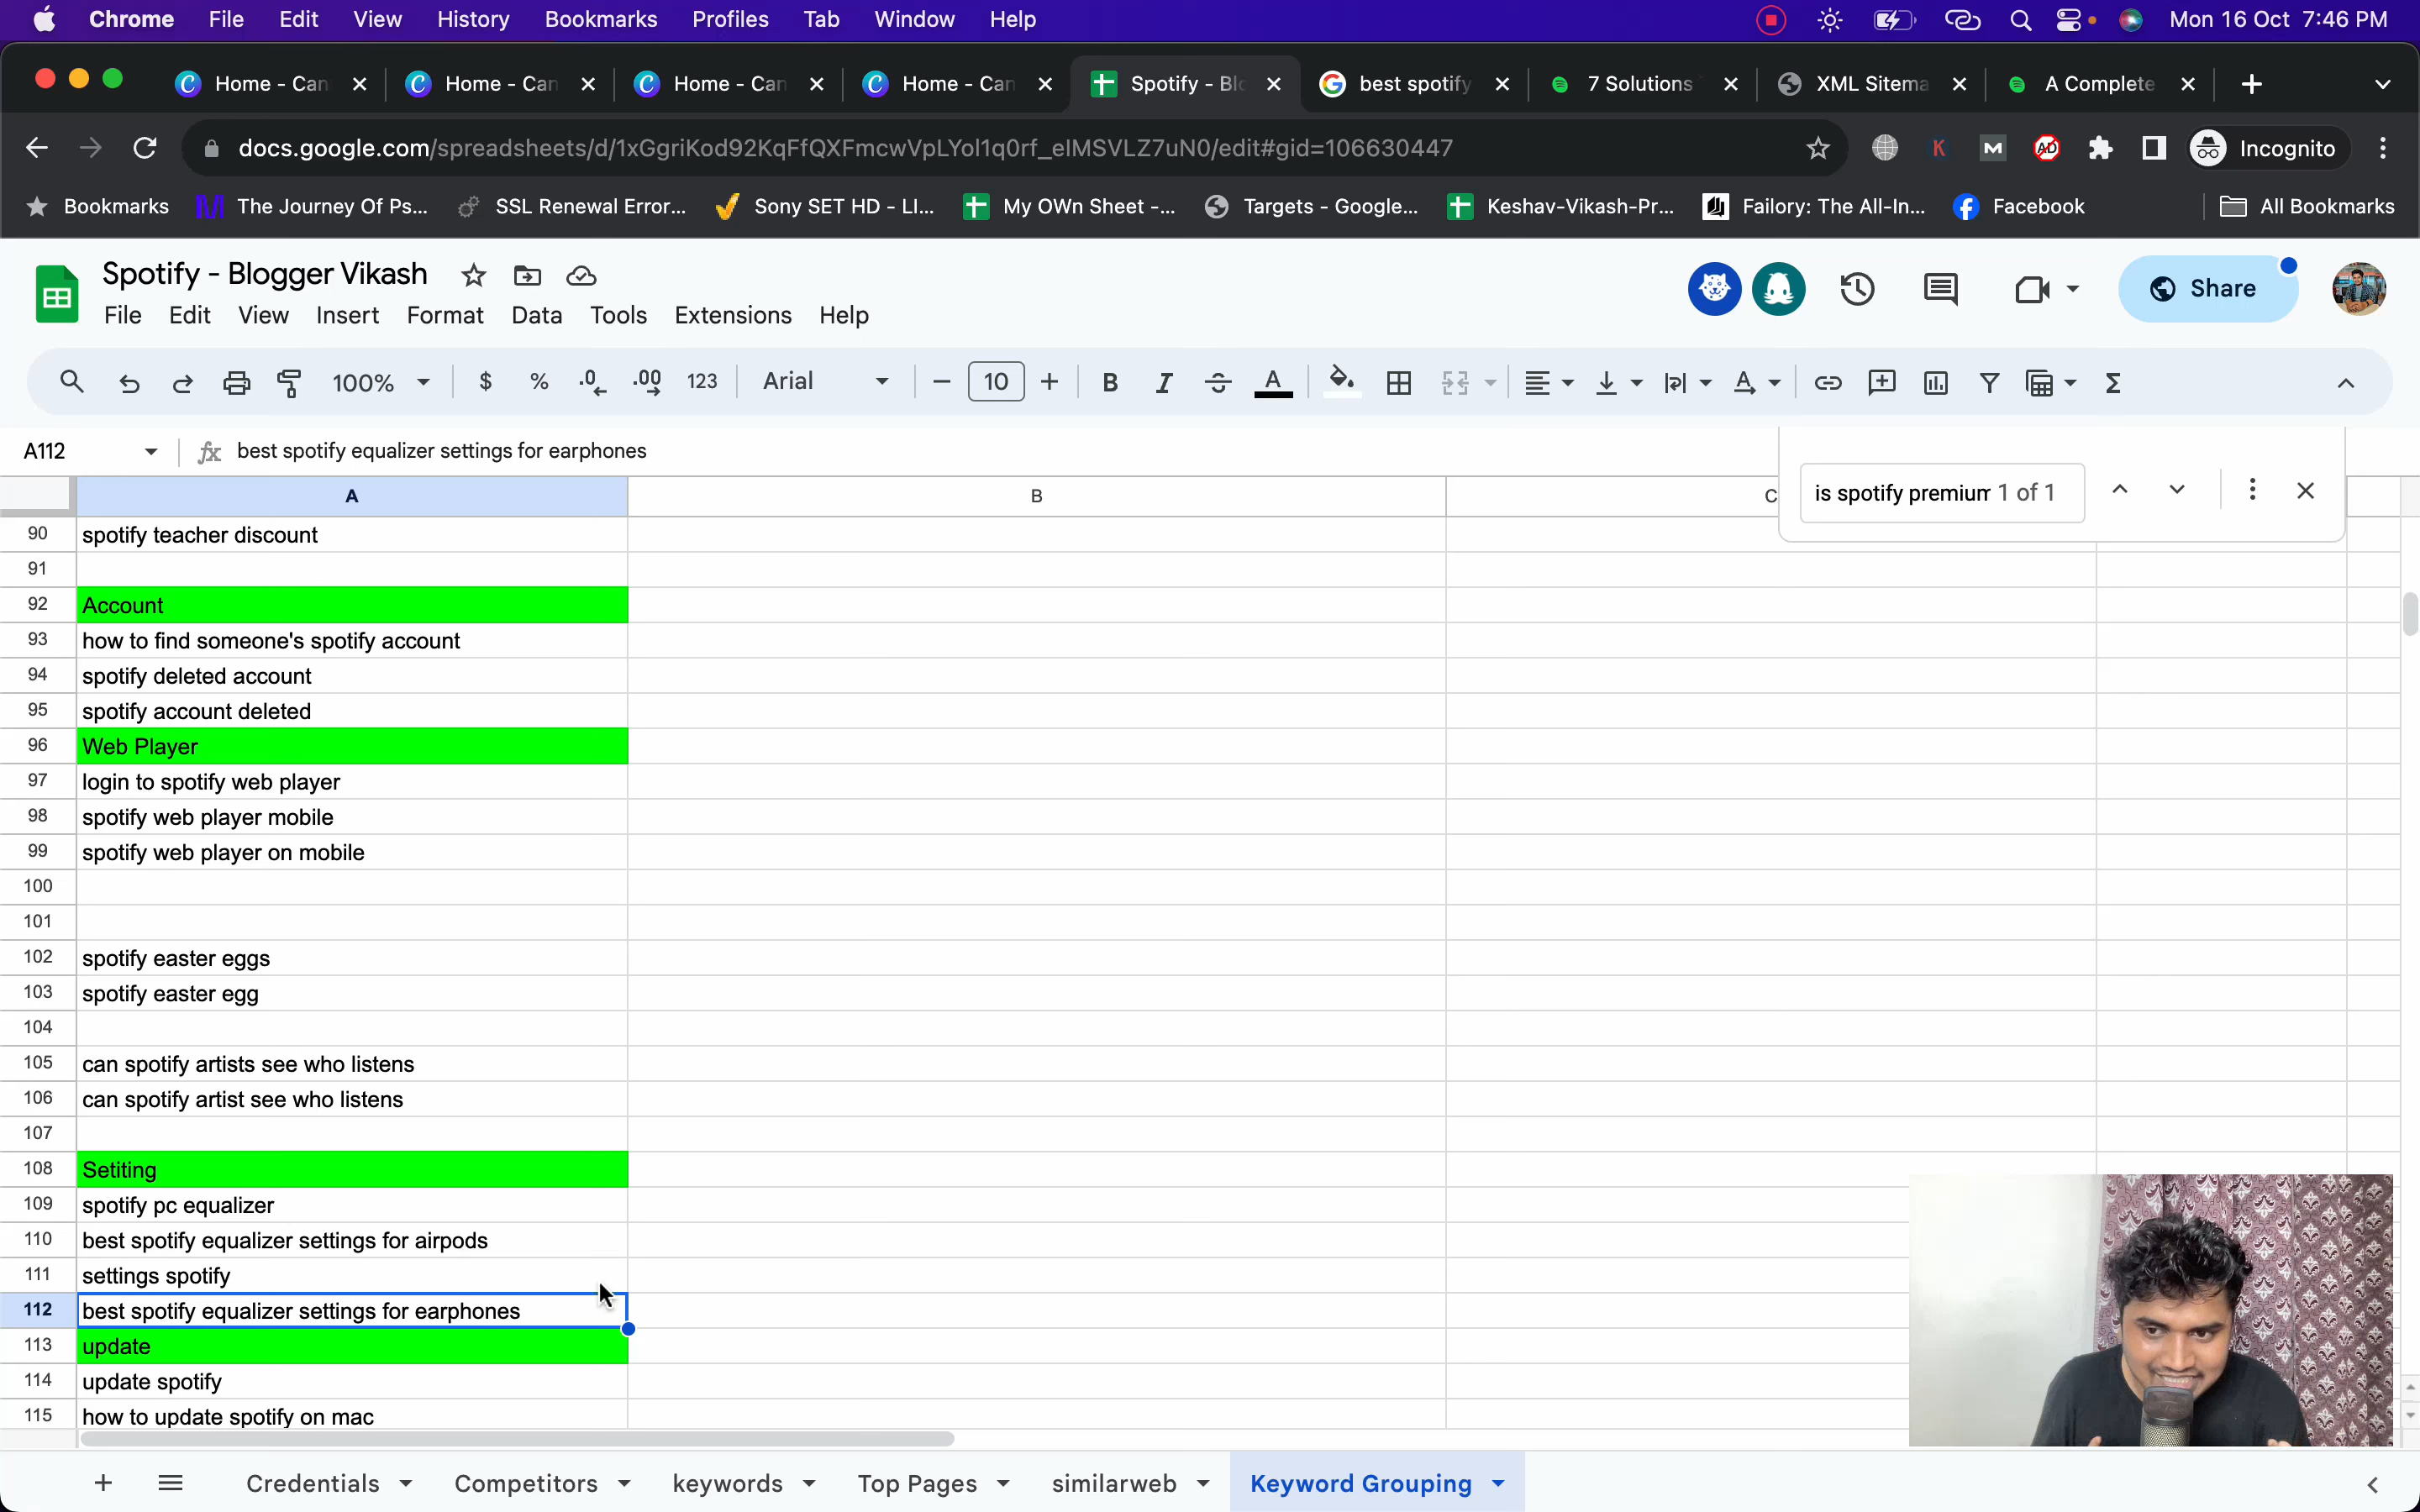 Chrome File Edit View History Bookmarks Profiles Tab Window Help Mon 16 Oct 7:46 PM
Home - Can Home - Can Home - Can Home - Can Spotify - Blo best spotify 7 Solutions XML Sitema A Complete
docs.google.com/spreadsheets/d/1xGgriKod92KqFfQXFmcwVpLYol1q0rf_eIMSVLZ7uN0/edit#gid=106630447 Incognito
Bookmarks The Journey Of Ps... SSL Renewal Error... Sony SET HD - LI... My OWn Sheet -... Targets - Google... Keshav-Vikash-Pr... Failory: The All-In... Facebook All Bookmarks
Spotify - Blogger Vikash
Share
File Edit View Insert Format Data Tools Extensions Help
100% $ % .0 .00 123 Arial 10 B I S A
A112 fx best spotify equalizer settings for earphones
is spotify premium 1 of 1
A B C
90 spotify teacher discount
91
92 Account
93 how to find someone's spotify account
94 spotify deleted account
95 spotify account deleted
96 Web Player
97 login to spotify web player
98 spotify web player mobile
99 spotify web player on mobile
100
101
102 spotify easter eggs
103 spotify easter egg
104
105 can spotify artists see who listens
106 can spotify artist see who listens
107
108 Setiting
109 spotify pc equalizer
110 best spotify equalizer settings for airpods
111 settings spotify
112 best spotify equalizer settings for earphones
113 update
114 update spotify
115 how to update spotify on mac
Credentials Competitors keywords Top Pages similarweb Keyword Grouping